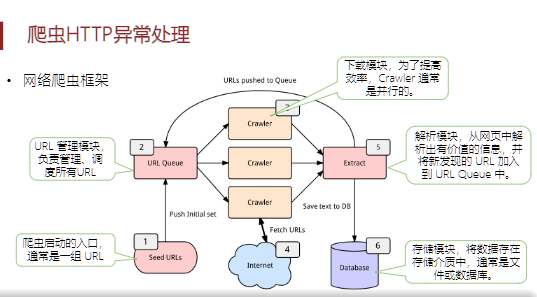 爬虫HTTP异常处理
• 网络爬虫框架
下载模块，为了提高
效率，Crawler 通常
是并行的。
URLs pushed to Queue
3
Crawler
URL 管理模块，
负责管理、调
度所有URL
2
URL Queue
Crawler
5
Extract
解析模块，从网页中解
析出有价值的信息，并
将新发现的 URL 加入
到 URL Queue 中。
Crawler
Push Initial set
Save text to DB
Fetch URLs
爬虫启动的入口，
通常是一组 URL
1
Seed URLs
4
Internet
6
Database
存储模块，将数据存在
存储介质中，通常是文
件或数据库。